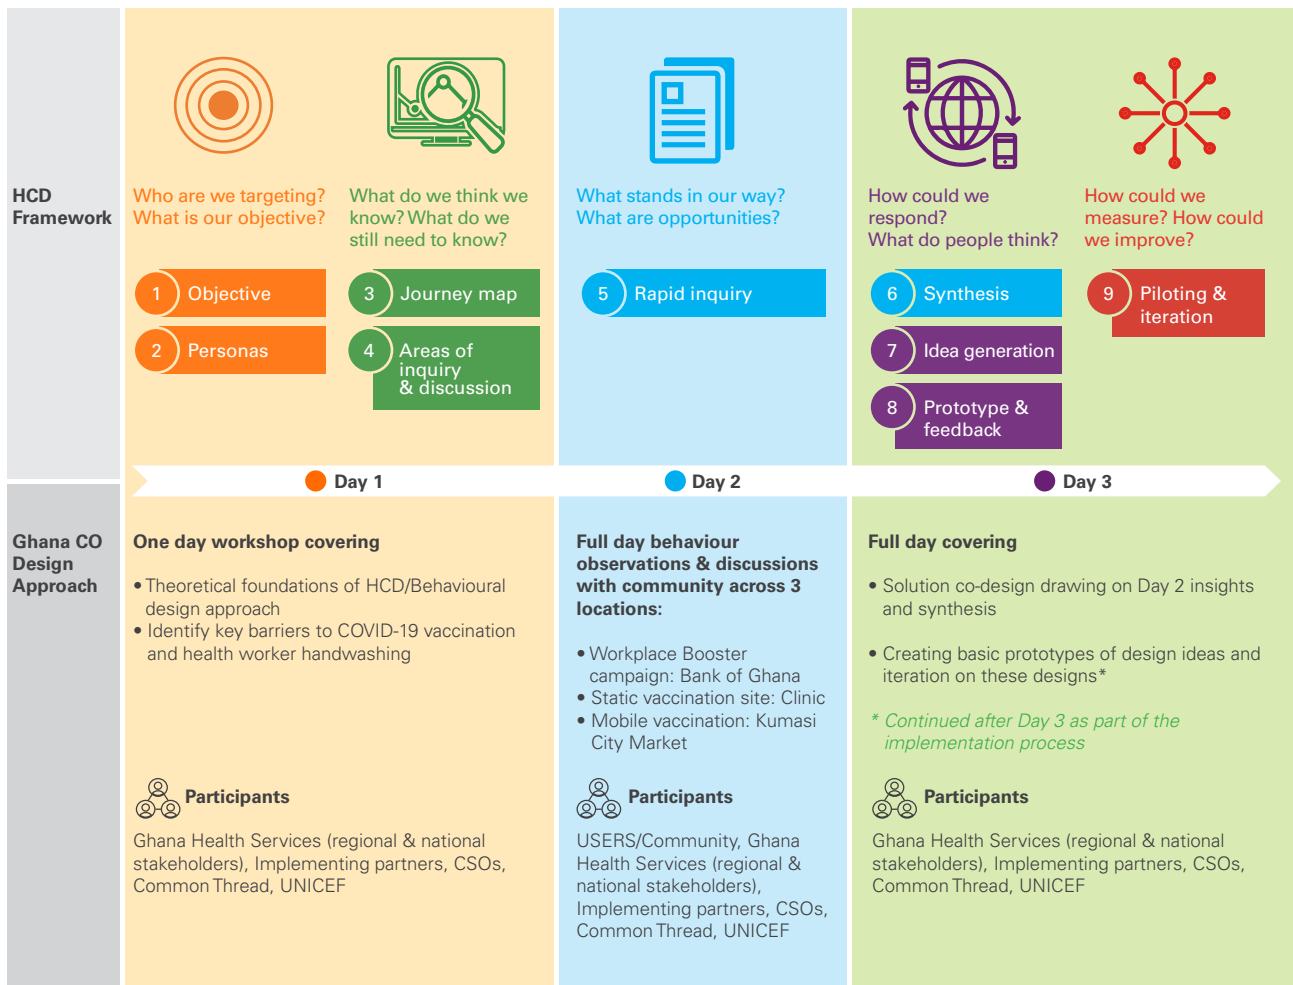 HCD
Framework
Who are we targeting?
What is our objective?
1 Objective
2 Personas
What do we think we
know? What do we
still need to know?
3 Journey map
4 Areas of
inquiry
& discussion
What stands in our way?
What are opportunities?
5 Rapid inquiry
How could we
respond?
What do people think?
6 Synthesis
7 Idea generation
8 Prototype &
feedback
How could we
measure? How could
we improve?
9 Piloting &
iteration
Day 1
Day 2
Day 3
Ghana CO
Design
Approach
One day workshop covering
• Theoretical foundations of HCD/Behavioural
design approach
• Identify key barriers to COVID-19 vaccination
and health worker handwashing
Participants
Ghana Health Services (regional & national
stakeholders), Implementing partners, CSOs,
Common Thread, UNICEF
Full day behaviour
observations & discussions
with community across 3
locations:
• Workplace Booster
campaign: Bank of Ghana
• Static vaccination site: Clinic
• Mobile vaccination: Kumasi
City Market
Participants
USERS/Community, Ghana
Health Services (regional &
national stakeholders),
Implementing partners, CSOs,
Common Thread, UNICEF
Full day covering
• Solution co-design drawing on Day 2 insights
and synthesis
• Creating basic prototypes of design ideas and
iteration on these designs*
* Continued after Day 3 as part of the
implementation process
Participants
Ghana Health Services (regional & national
stakeholders), Implementing partners, CSOs,
Common Thread, UNICEF